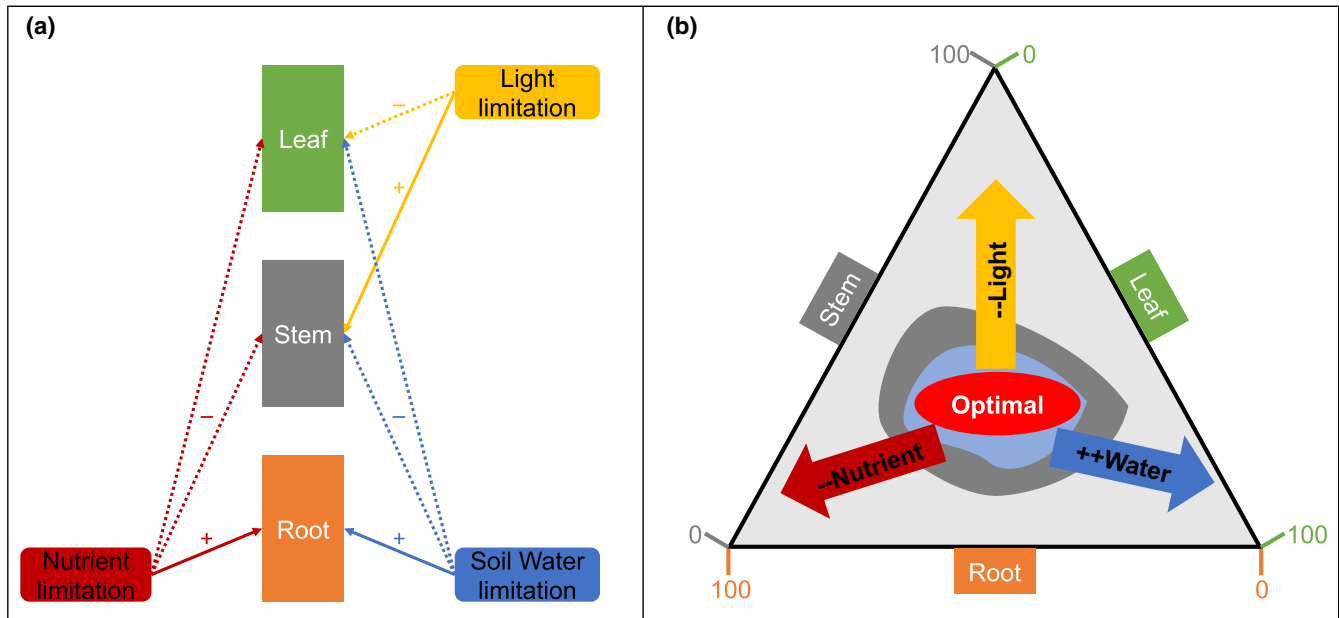 (a)
Leaf
Stem
Root
Light
limitation
Nutrient
limitation
Soil Water
limitation
–
+
–
+
–
+
(b)
100
0
Stem
Leaf
--Light
Optimal
--Nutrient
++Water
0
100
Root
100
0